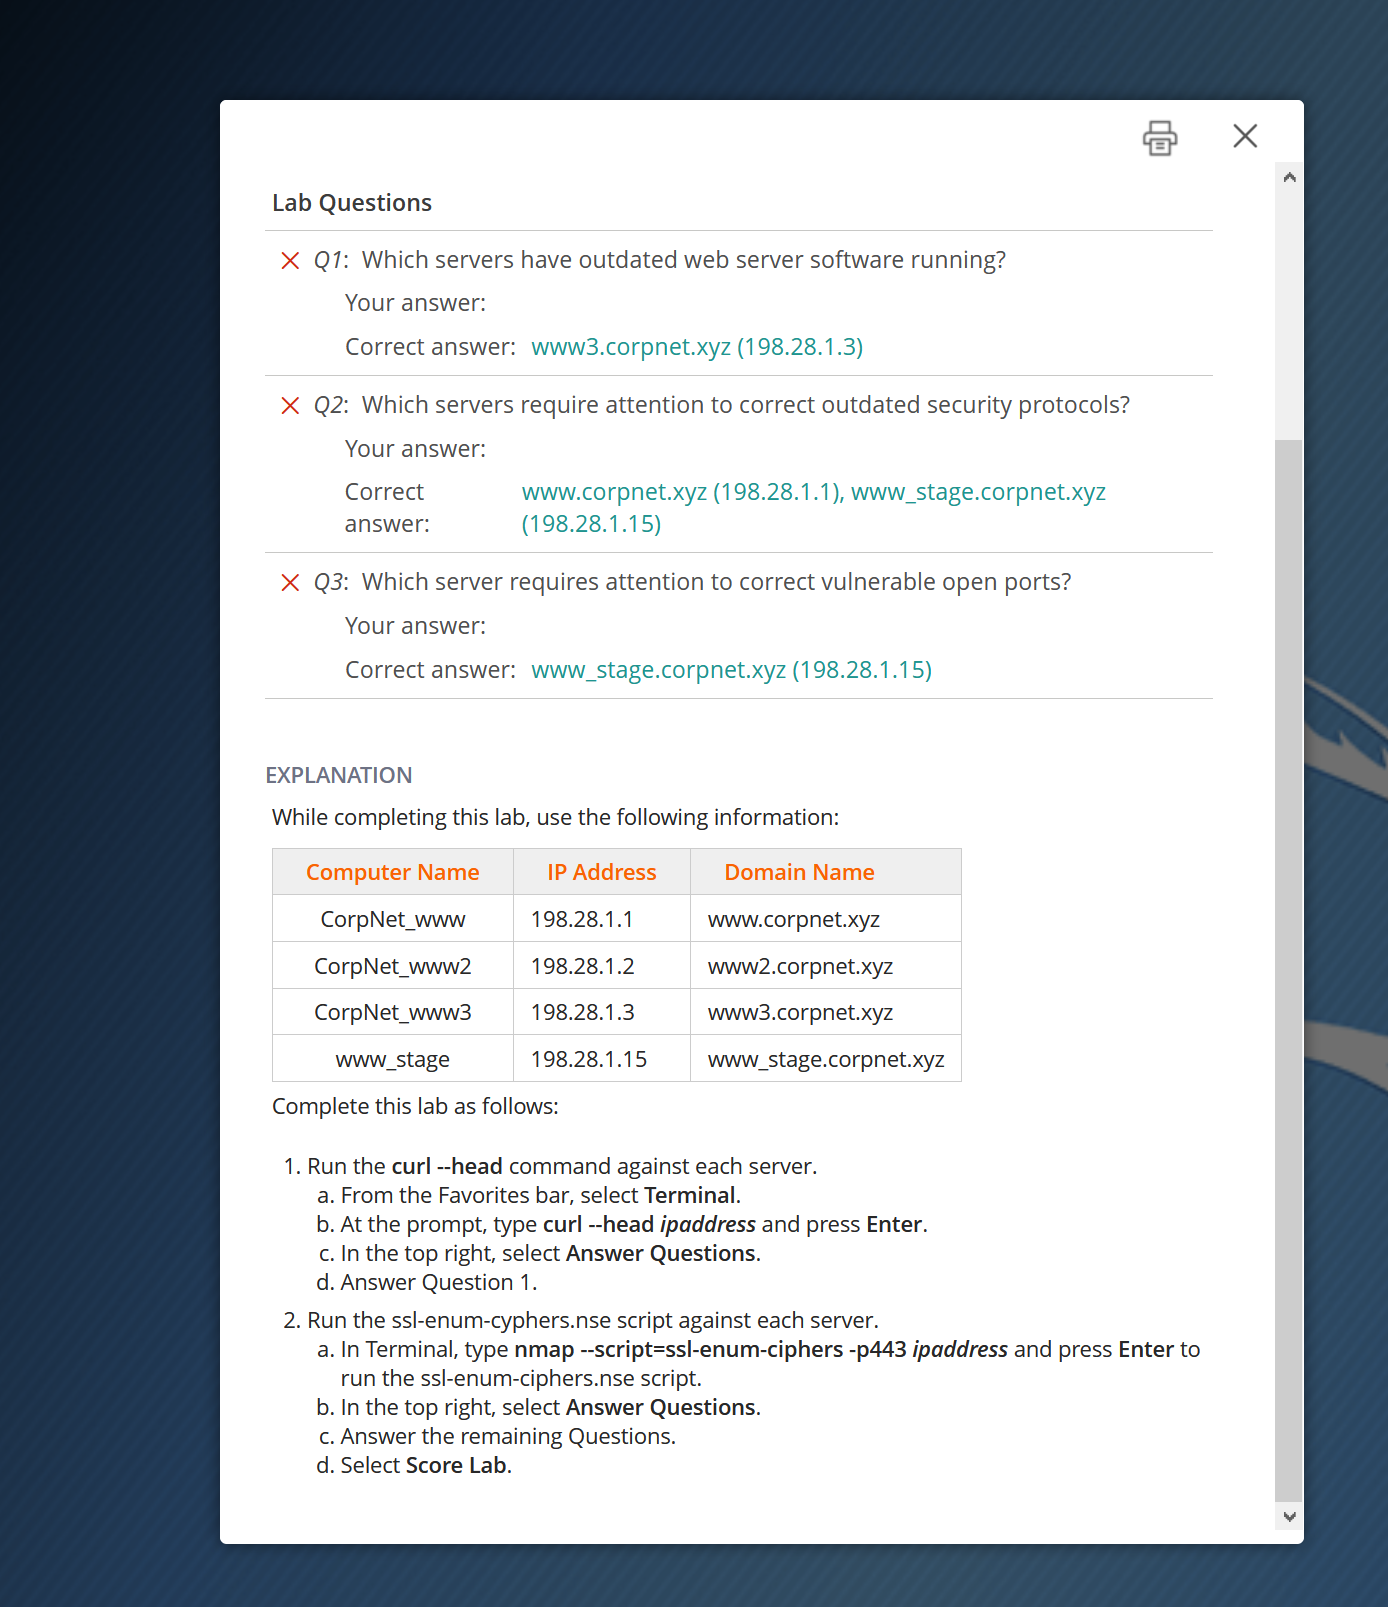 Lab Questions
Q1: Which servers have outdated web server software running?
Your answer:
Correct answer: www3.corpnet.xyz (198.28.1.3)
Q2: Which servers require attention to correct outdated security protocols?
Your answer:
Correct answer: www.corpnet.xyz (198.28.1.1), www_stage.corpnet.xyz
(198.28.1.15)
Q3: Which server requires attention to correct vulnerable open ports?
Your answer:
Correct answer: www_stage.corpnet.xyz (198.28.1.15)
EXPLANATION
While completing this lab, use the following information:
Computer Name IP Address Domain Name
CorpNet_www 198.28.1.1 www.corpnet.xyz
CorpNet_www2 198.28.1.2 www2.corpnet.xyz
CorpNet_www3 198.28.1.3 www3.corpnet.xyz
www_stage 198.28.1.15 www_stage.corpnet.xyz
Complete this lab as follows:
1. Run the curl --head command against each server.
a. From the Favorites bar, select Terminal.
b. At the prompt, type curl --head ipaddress and press Enter.
c. In the top right, select Answer Questions.
d. Answer Question 1.
2. Run the ssl-enum-cyphers.nse script against each server.
a. In Terminal, type nmap --script=ssl-enum-ciphers -p443 ipaddress and press Enter to
run the ssl-enum-ciphers.nse script.
b. In the top right, select Answer Questions.
c. Answer the remaining Questions.
d. Select Score Lab.